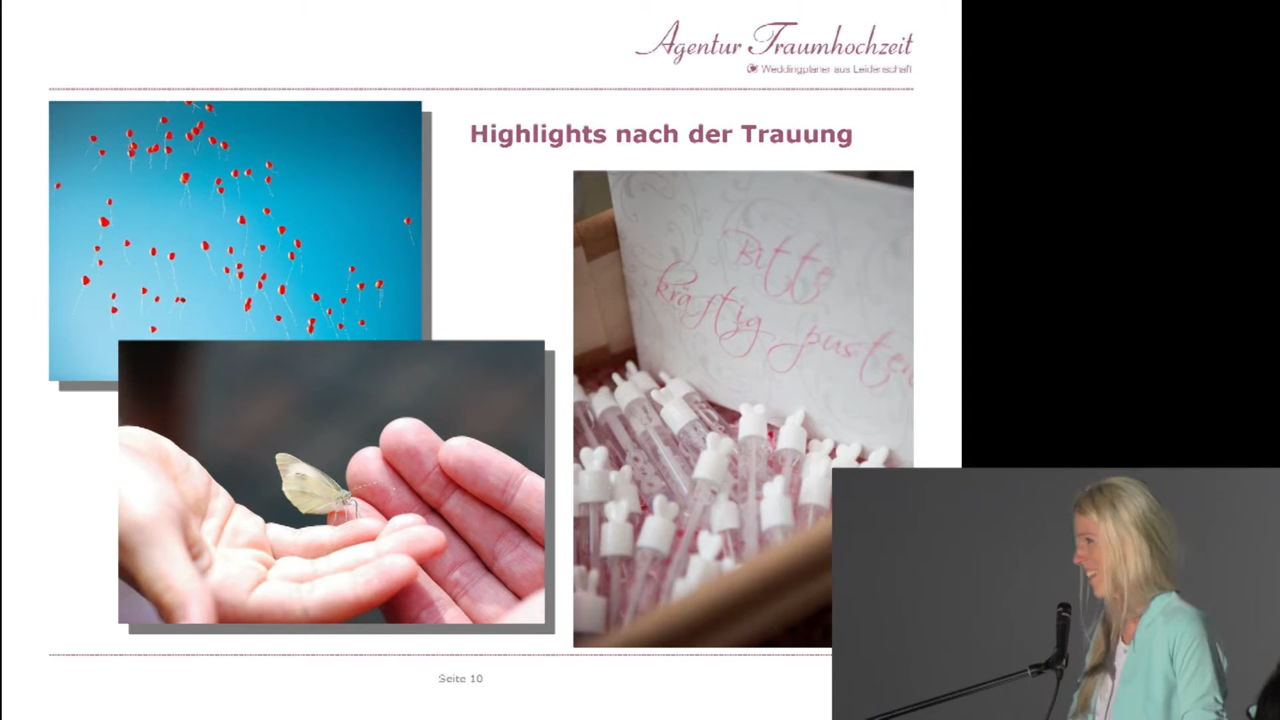 Agentur Traumhochzeit
Weddingplaner aus Leidenschaft
Highlights nach der Trauung
Bitte
kräftig pusten
Seite 10